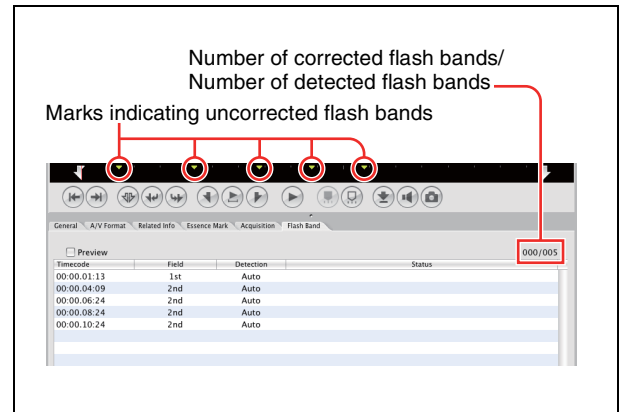 Number of corrected flash bands/
Number of detected flash bands
Marks indicating uncorrected flash bands
General A/V Format Related Info Essence Mark Acquisition Flash Band
Preview 000/005
Timecode Field Detection Status
00:00.01:13 1st Auto
00:00.04:09 2nd Auto
00:00.06:24 2nd Auto
00:00.08:24 2nd Auto
00:00.10:24 2nd Auto